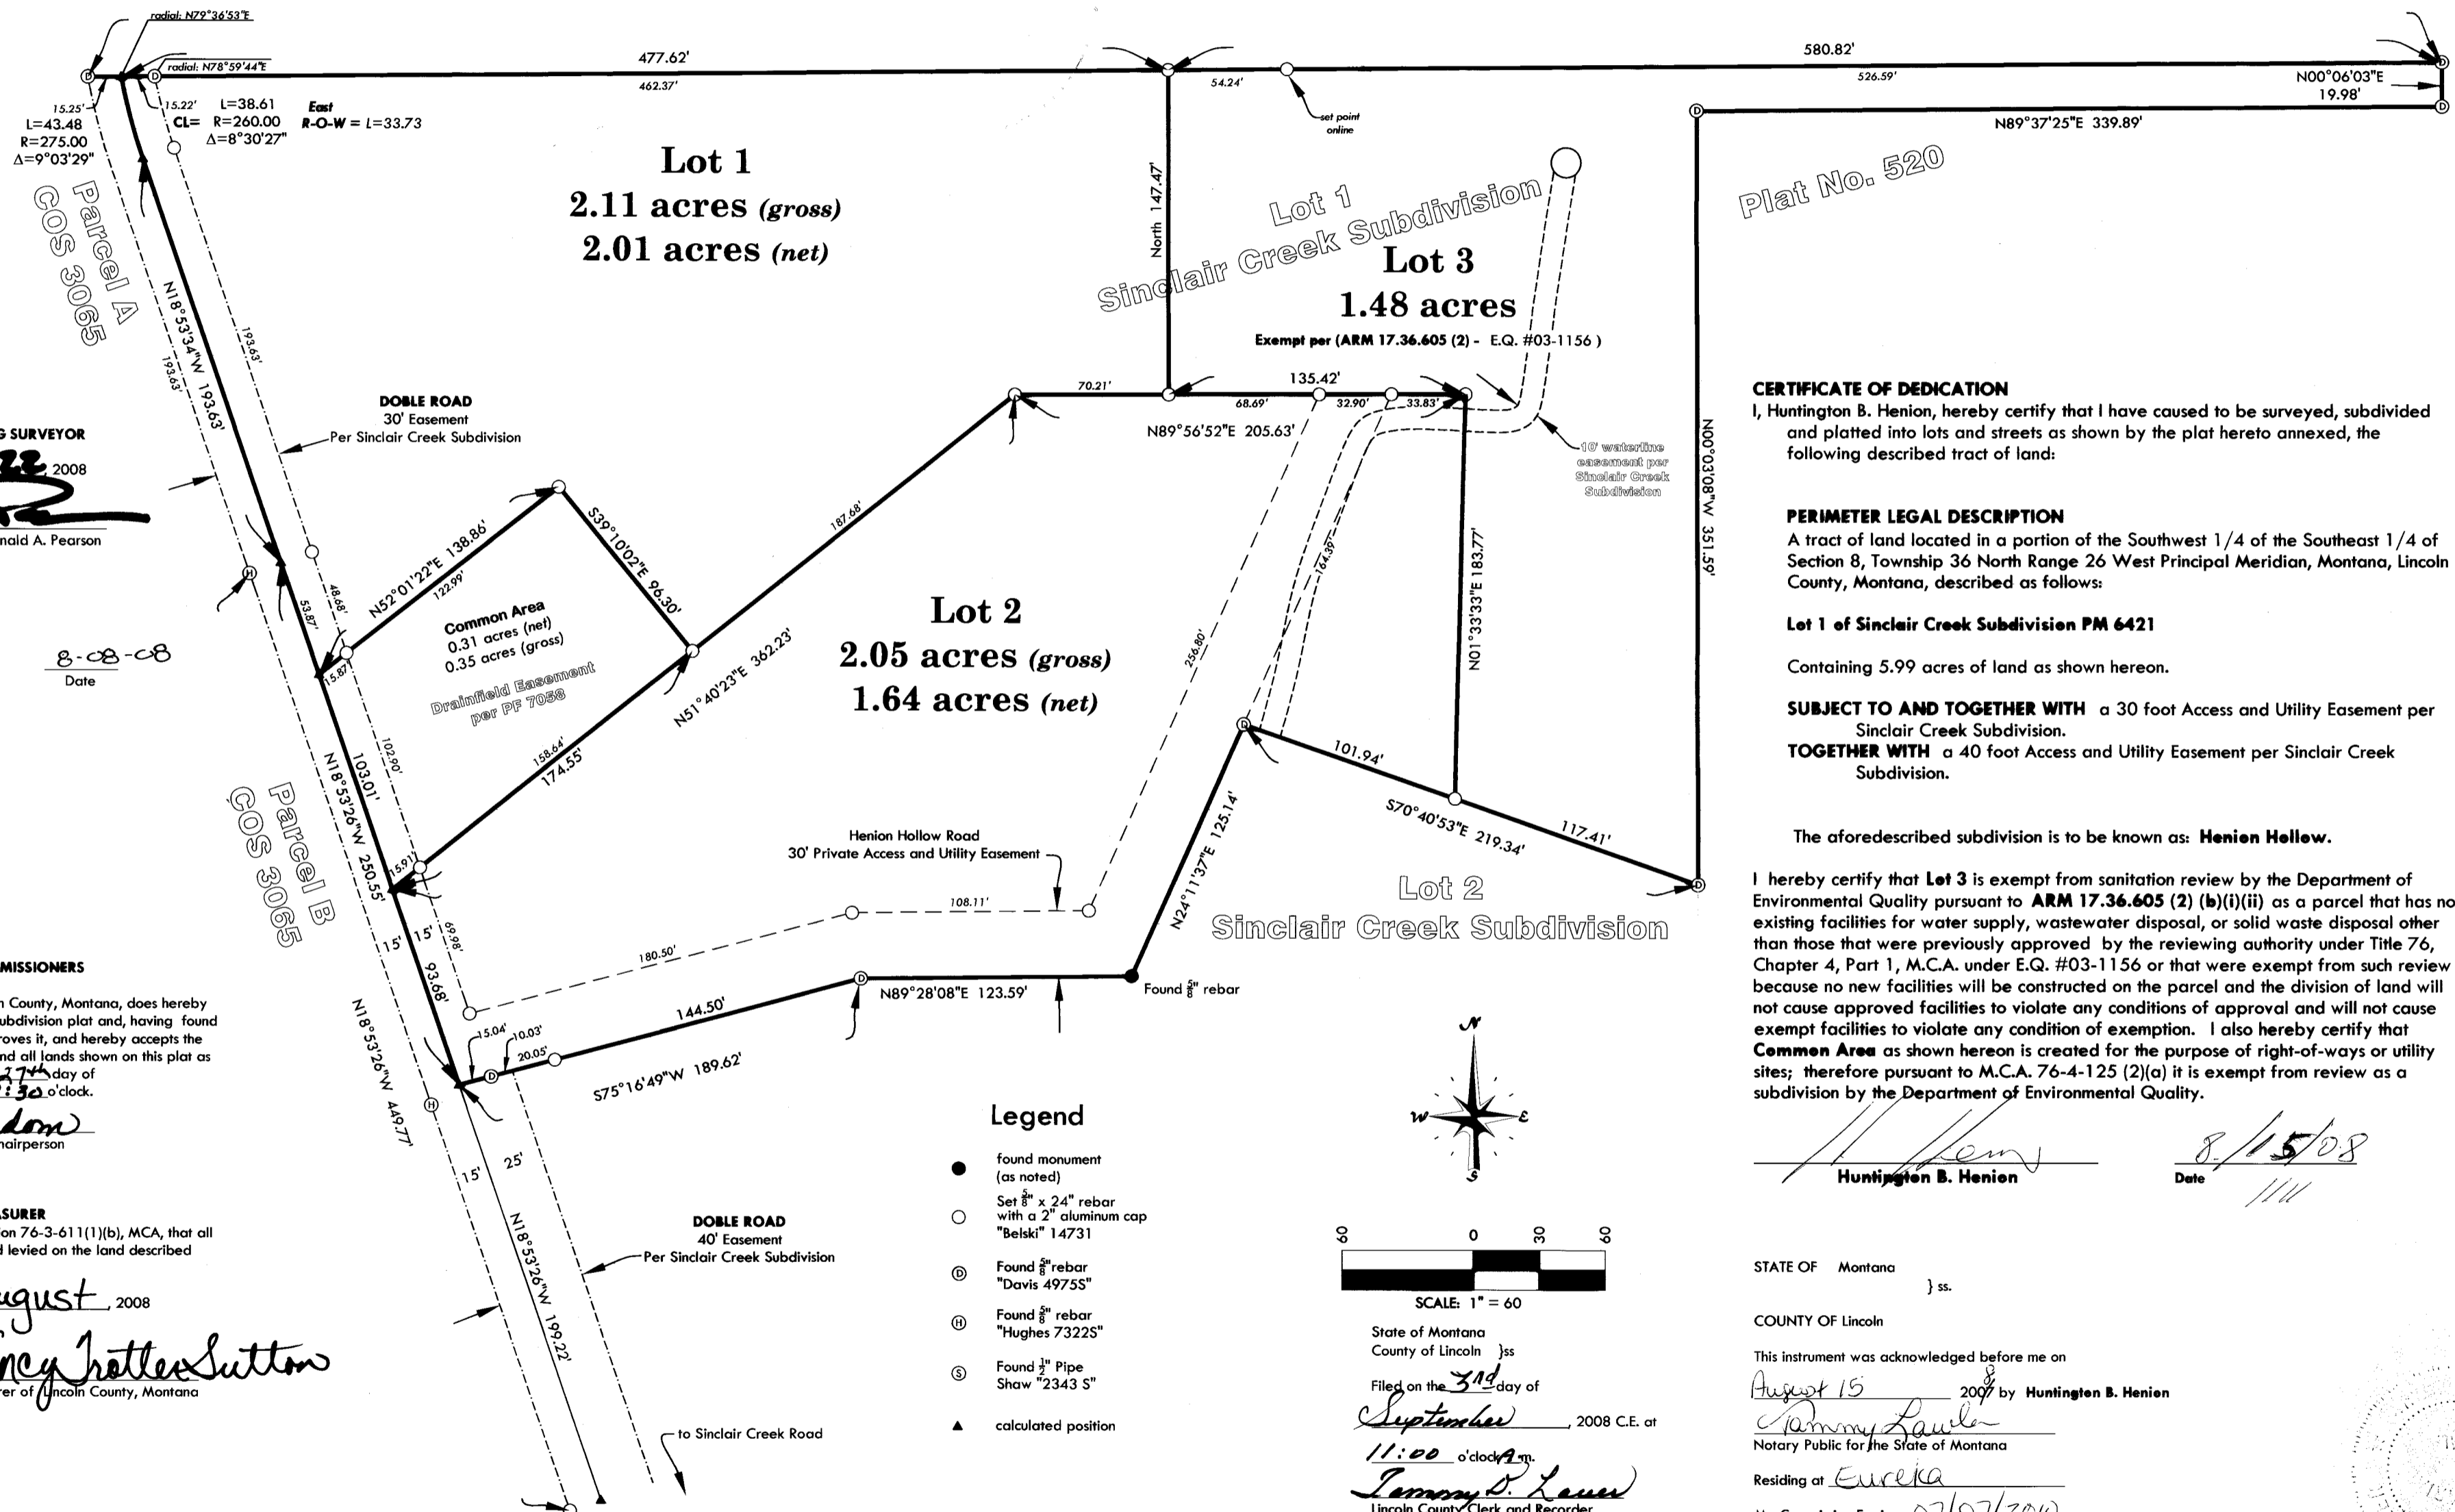 radial: N79°36'53"E
radial: N78°59'44"E
477.62'
462.37'
580.82'
54.24'
526.59'
set point
online
N00°06'03"E
19.98'
N89°37'25"E 339.89'
15.25'
L=43.48
R=275.00
Δ=9°03'29"
15.22'
L=38.61
CL= R=260.00
Δ=8°30'27"
East
R-O-W = L=33.73
Parcel A
COS 3065
N18°53'34"W 193.63'
193.63'
193.63'
Lot 1
2.11 acres (gross)
2.01 acres (net)
North 147.47'
Lot 1
Sinclair Creek Subdivision
Plat No. 520
Lot 3
1.48 acres
Exempt per (ARM 17.36.605 (2) - E.Q. #03-1156 )
DOBLE ROAD
30' Easement
Per Sinclair Creek Subdivision
70.21'
135.42'
68.69'
32.90'
33.83'
N89°56'52"E 205.63'
10' waterline
easement per
Sinclair Creek
Subdivision
N00°03'08"W 351.59'
N01°33'33"E 183.77'
164.39'
256.80'
187.68'
N51°40'23"E 362.23'
N52°01'22"E 138.86'
122.99'
S39°10'02"E 96.30'
Common Area
0.31 acres (net)
0.35 acres (gross)
Drainfield Easement
per PF 7058
53.87'
48.68'
15.87'
158.64'
174.55'
102.90'
103.01'
N18°53'26"W 250.55'
15.91'
15'
15'
69.98'
93.68'
Parcel B
COS 3065
N18°53'26"W 449.77'
Lot 2
2.05 acres (gross)
1.64 acres (net)
Henion Hollow Road
30' Private Access and Utility Easement
108.11'
180.50'
N24°11'37"E 125.14'
101.94'
S70°40'53"E 219.34'
117.41'
Lot 2
Sinclair Creek Subdivision
N89°28'08"E 123.59'
Found 5/8" rebar
144.50'
15.04'
10.03'
20.05'
S75°16'49"W 189.62'
15'
25'
N18°53'26"W 199.22'
DOBLE ROAD
40' Easement
Per Sinclair Creek Subdivision
to Sinclair Creek Road
G SURVEYOR
22, 2008
nald A. Pearson
8-08-08
Date
MISSIONERS
n County, Montana, does hereby
ubdivision plat and, having found
roves it, and hereby accepts the
nd all lands shown on this plat as
27th day of
:30 o'clock.
dom
hairperson
SURER
on 76-3-611(1)(b), MCA, that all
d levied on the land described
ugust, 2008
ncy Trotter Sutton
rer of Lincoln County, Montana
Legend
found monument
(as noted)
Set 5/8" x 24" rebar
with a 2" aluminum cap
"Belski" 14731
D
Found 5/8" rebar
"Davis 4975S"
H
Found 5/8" rebar
"Hughes 7322S"
S
Found 1/2" Pipe
Shaw "2343 S"
calculated position
N
W
E
S
60 0 30 60
SCALE: 1" = 60
State of Montana
County of Lincoln }ss
Filed on the 3rd day of
September, 2008 C.E. at
11:00 o'clock A m.
Tammy D. Lauer
Lincoln County Clerk and Recorder
CERTIFICATE OF DEDICATION
I, Huntington B. Henion, hereby certify that I have caused to be surveyed, subdivided
and platted into lots and streets as shown by the plat hereto annexed, the
following described tract of land:
PERIMETER LEGAL DESCRIPTION
A tract of land located in a portion of the Southwest 1/4 of the Southeast 1/4 of
Section 8, Township 36 North Range 26 West Principal Meridian, Montana, Lincoln
County, Montana, described as follows:
Lot 1 of Sinclair Creek Subdivision PM 6421
Containing 5.99 acres of land as shown hereon.
SUBJECT TO AND TOGETHER WITH a 30 foot Access and Utility Easement per
Sinclair Creek Subdivision.
TOGETHER WITH a 40 foot Access and Utility Easement per Sinclair Creek
Subdivision.
The aforedescribed subdivision is to be known as: Henion Hollow.
I hereby certify that Lot 3 is exempt from sanitation review by the Department of
Environmental Quality pursuant to ARM 17.36.605 (2) (b)(i)(ii) as a parcel that has no
existing facilities for water supply, wastewater disposal, or solid waste disposal other
than those that were previously approved by the reviewing authority under Title 76,
Chapter 4, Part 1, M.C.A. under E.Q. #03-1156 or that were exempt from such review
because no new facilities will be constructed on the parcel and the division of land will
not cause approved facilities to violate any conditions of approval and will not cause
exempt facilities to violate any condition of exemption. I also hereby certify that
Common Area as shown hereon is created for the purpose of right-of-ways or utility
sites; therefore pursuant to M.C.A. 76-4-125 (2)(a) it is exempt from review as a
subdivision by the Department of Environmental Quality.
8/15/08
Huntington B. Henion
Date
STATE OF Montana
} ss.
COUNTY OF Lincoln
This instrument was acknowledged before me on
August 15 2008 by Huntington B. Henion
Tammy Lauer
Notary Public for the State of Montana
Residing at Eureka